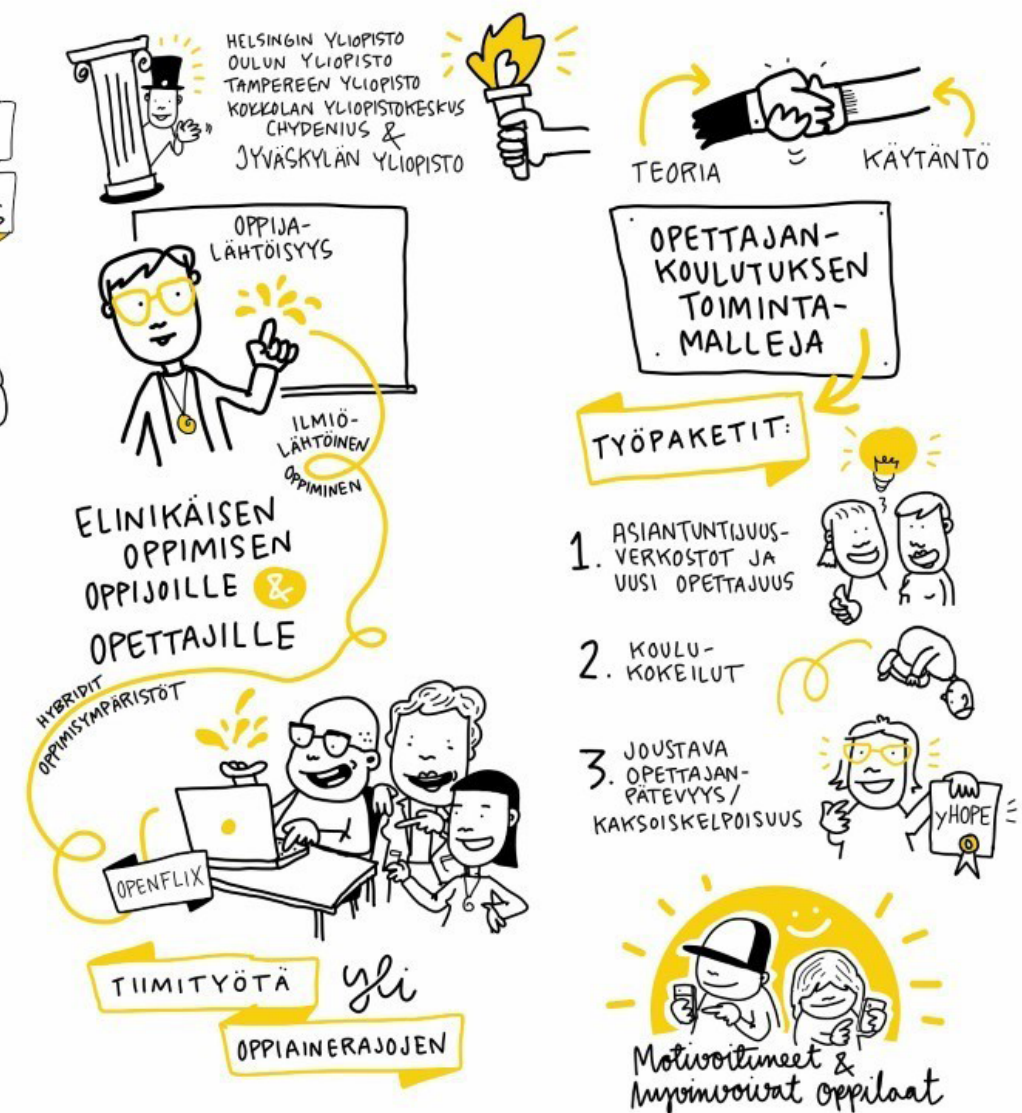 HELSINGIN YLIOPISTO
OULUN YLIOPISTO
TAMPEREEN YLIOPISTO
KOKKOLAN YLIOPISTOKESKUS
CHYDENIUS &
JYVÄSKYLÄN YLIOPISTO
OPPIJA-
LÄHTÖISYYS
ILMIÖ-
LÄHTÖINEN
OPPIMINEN
ELINIKÄISEN
OPPIMISEN
OPPIJOILLE &
OPETTAJILLE
HYBRIDIT
OPPIMISYMPÄRISTÖT
OPENFLIX
TIIMITYÖTÄ yli
OPPIAINERAJOJEN
TEORIA
KÄYTÄNTÖ
OPETTAJAN-
KOULUTUKSEN
TOIMINTA-
MALLEJA
TYÖPAKETIT:
1. ASIANTUNTIJUUS-
VERKOSTOT JA
UUSI OPETTAJUUS
2. KOULU-
KOKEILUT
3. JOUSTAVA
OPETTAJAN-
PÄTEVYYS/
KAKSOISKELPOISUUS
yHOPE
Motivoituneet &
hyvinvoivat oppilaat